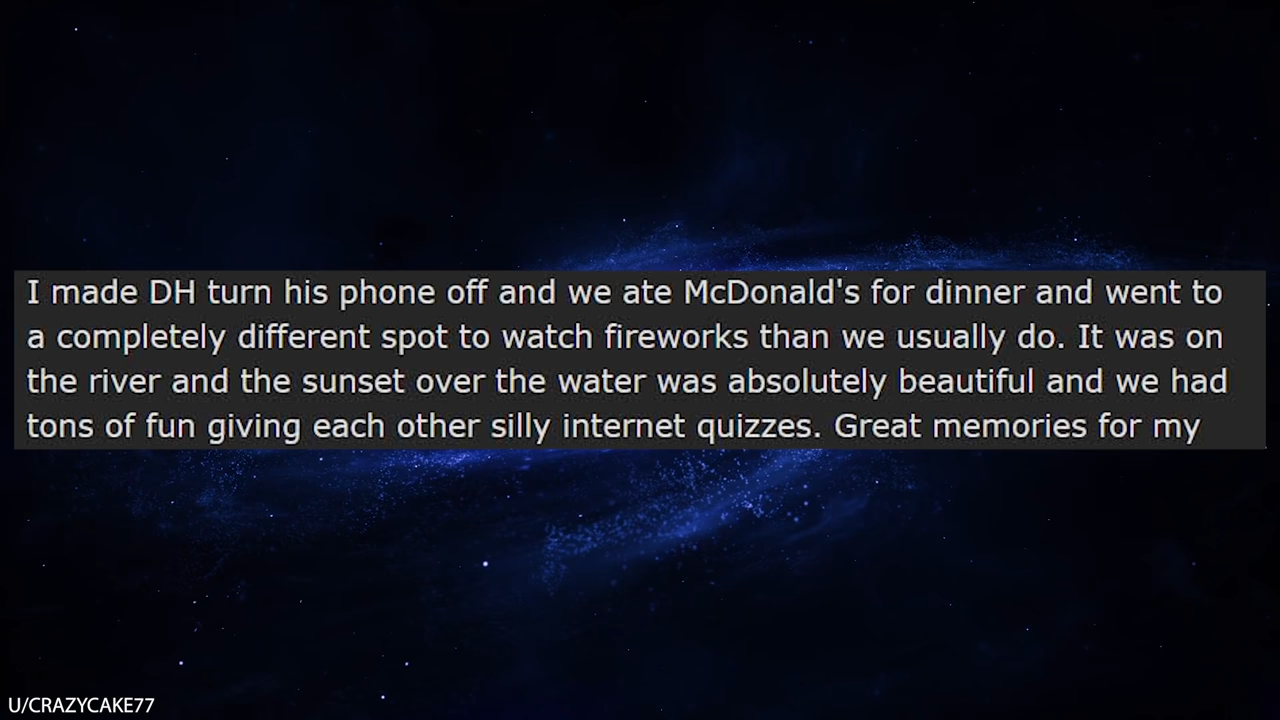 I made DH turn his phone off and we ate McDonald's for dinner and went to
a completely different spot to watch fireworks than we usually do. It was on
the river and the sunset over the water was absolutely beautiful and we had
tons of fun giving each other silly internet quizzes. Great memories for my
U/CRAZYCAKE77